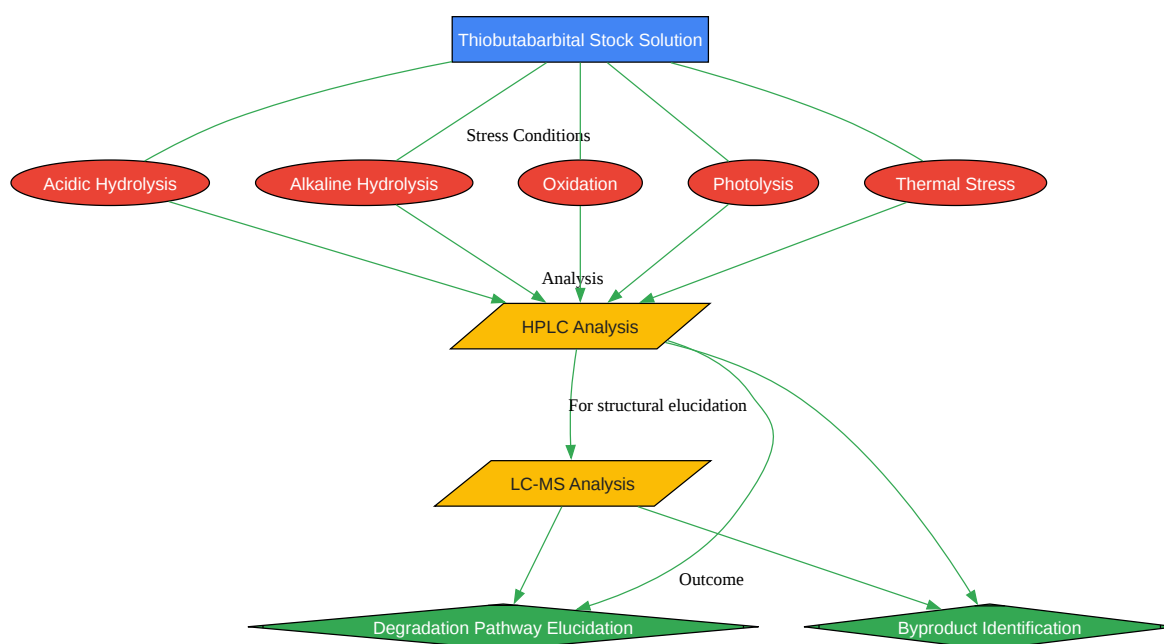 Thiobutabarbital Stock Solution
Stress Conditions
Acidic Hydrolysis
Alkaline Hydrolysis
Oxidation
Photolysis
Thermal Stress
Analysis
HPLC Analysis
For structural elucidation
LC-MS Analysis
Outcome
Degradation Pathway Elucidation
Byproduct Identification